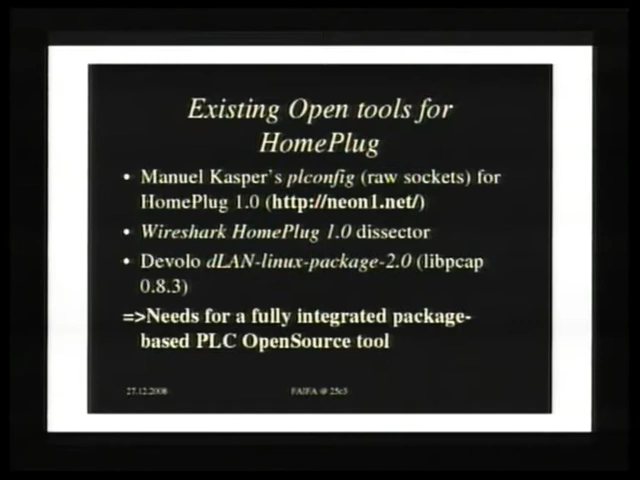 Existing Open tools for
HomePlug
• Manuel Kasper's plconfig (raw sockets) for
HomePlug 1.0 (http://neon1.net/)
• Wireshark HomePlug 1.0 dissector
• Devolo dLAN-linux-package-2.0 (libpcap
0.8.3)
=>Needs for a fully integrated package-
based PLC OpenSource tool
27.12.2008
FAIFA @ 25c3